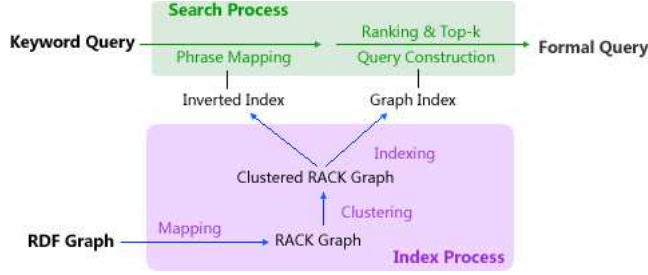 Search Process
Keyword Query
Ranking & Top-k
Formal Query
Phrase Mapping
Query Construction
Inverted Index
Graph Index
Indexing
Clustered RACK Graph
Clustering
Mapping
RDF Graph
RACK Graph
Index Process